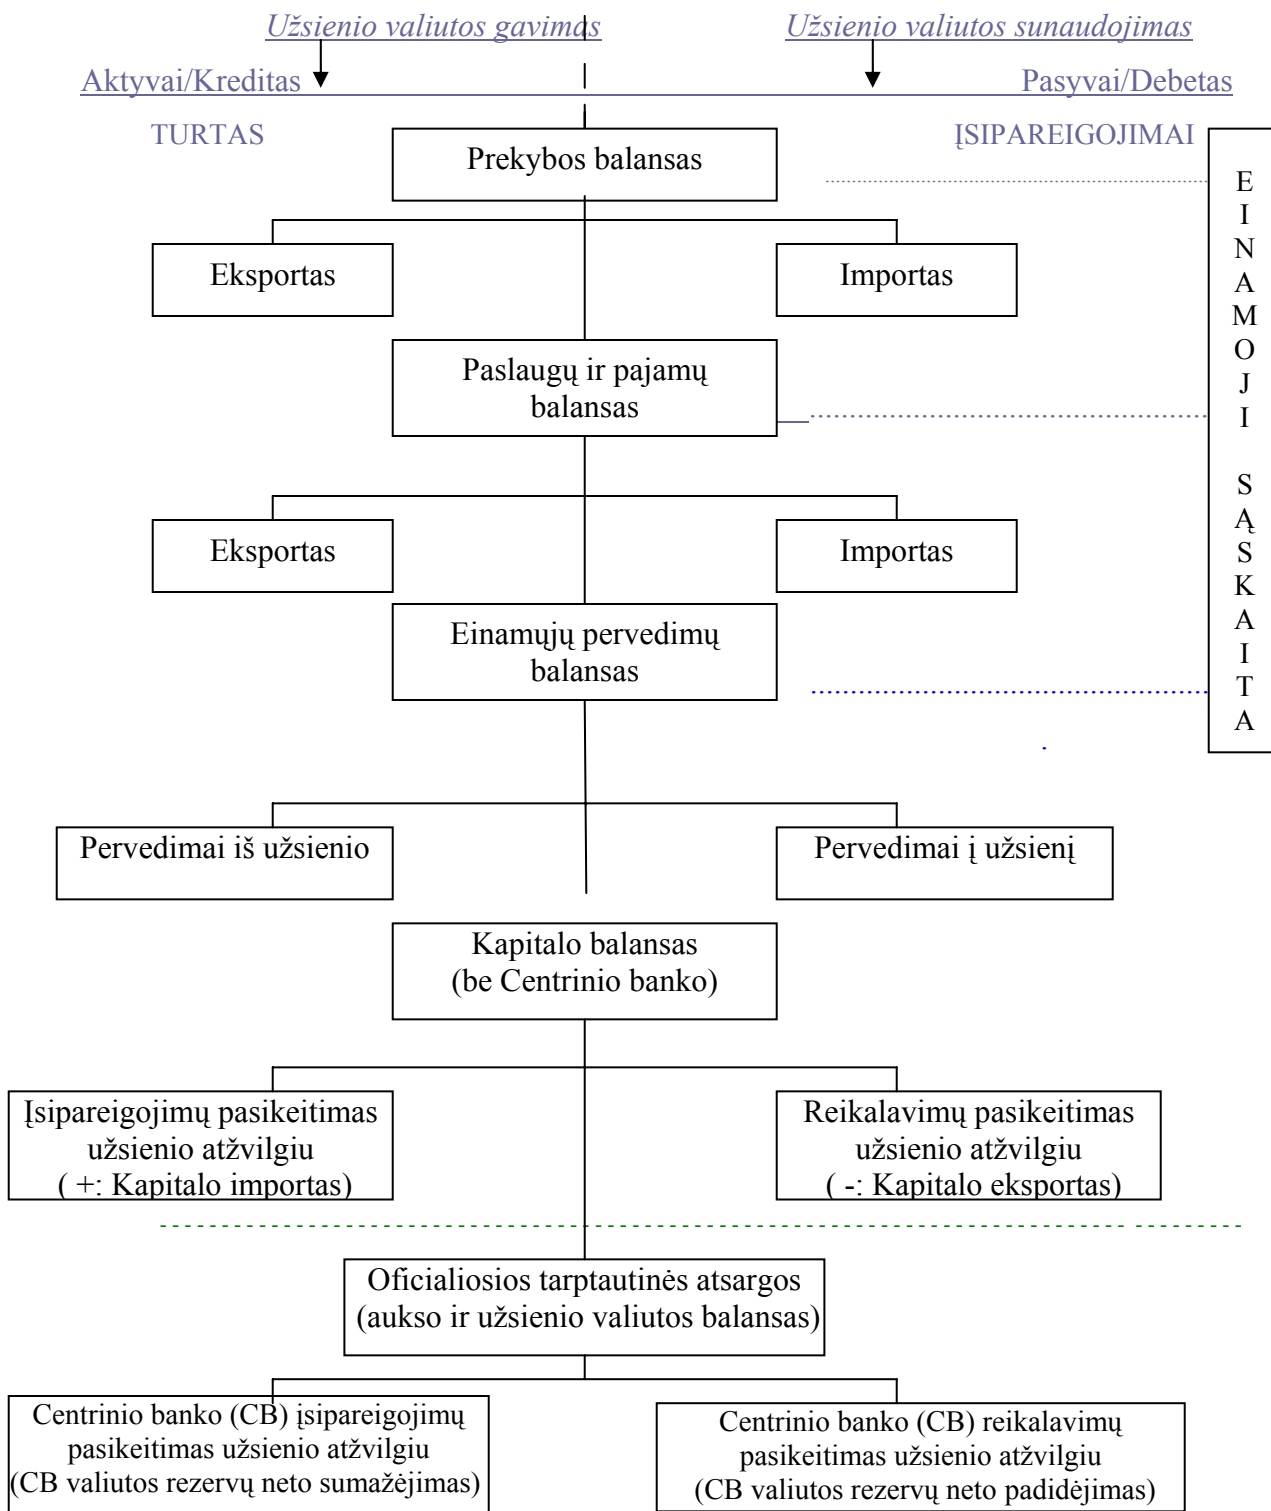 Užsienio valiutos gavimas
Užsienio valiutos sunaudojimas
Aktyvai/Kreditas
Pasyvai/Debetas
TURTAS
ĮSIPAREIGOJIMAI
Prekybos balansas
Eksportas
Importas
Paslaugų ir pajamų
balansas
Eksportas
Importas
Einamųjų pervedimų
balansas
E
I
N
A
M
O
J
I
S
Ą
S
K
A
I
T
A
Pervedimai iš užsienio
Pervedimai į užsienį
Kapitalo balansas
(be Centrinio banko)
Įsipareigojimų pasikeitimas
užsienio atžvilgiu
( +: Kapitalo importas)
Reikalavimų pasikeitimas
užsienio atžvilgiu
( -: Kapitalo eksportas)
Oficialiosios tarptautinės atsargos
(aukso ir užsienio valiutos balansas)
Centrinio banko (CB) įsipareigojimų
pasikeitimas užsienio atžvilgiu
(CB valiutos rezervų neto sumažėjimas)
Centrinio banko (CB) reikalavimų
pasikeitimas užsienio atžvilgiu
(CB valiutos rezervų neto padidėjimas)